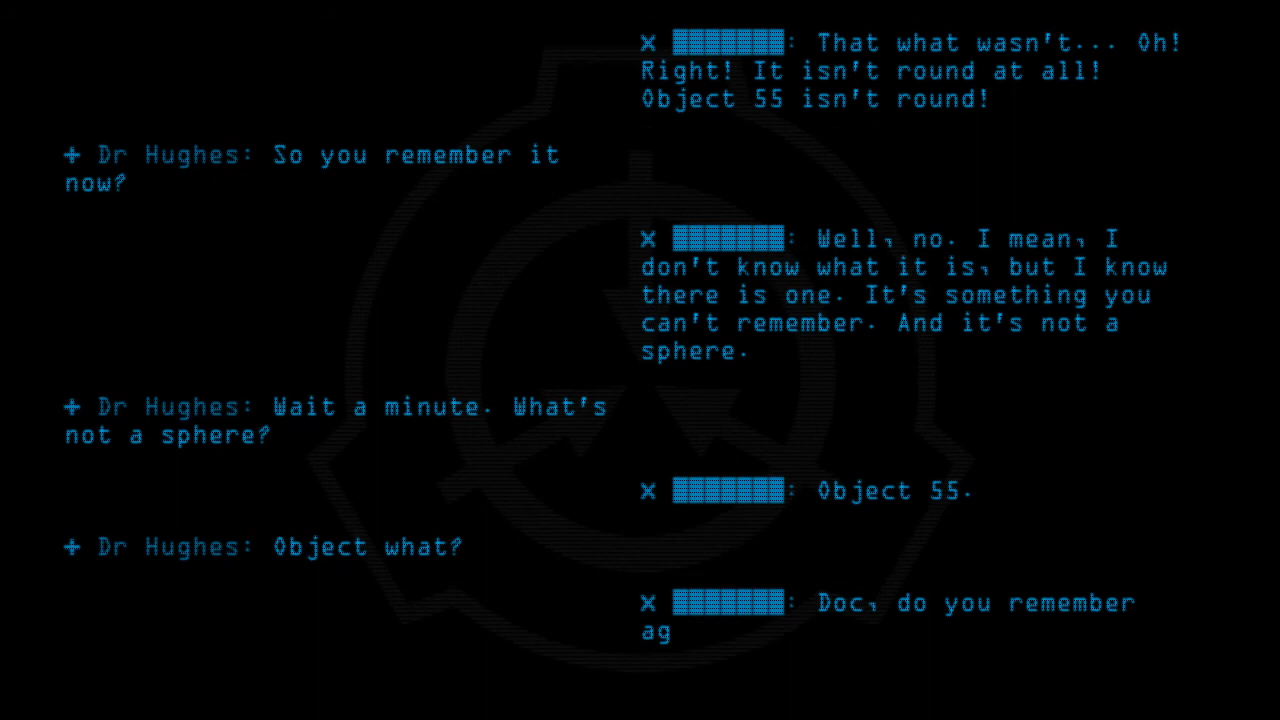 × ▓▓▓▓▓▓▓: That what wasn't... Oh!
Right! It isn't round at all!
Object 55 isn't round!
+ Dr Hughes: So you remember it
now?
× ▓▓▓▓▓▓▓: Well, no. I mean, I
don't know what it is, but I know
there is one. It's something you
can't remember. And it's not a
sphere.
+ Dr Hughes: Wait a minute. What's
not a sphere?
× ▓▓▓▓▓▓▓: Object 55.
+ Dr Hughes: Object what?
× ▓▓▓▓▓▓▓: Doc, do you remember
ag